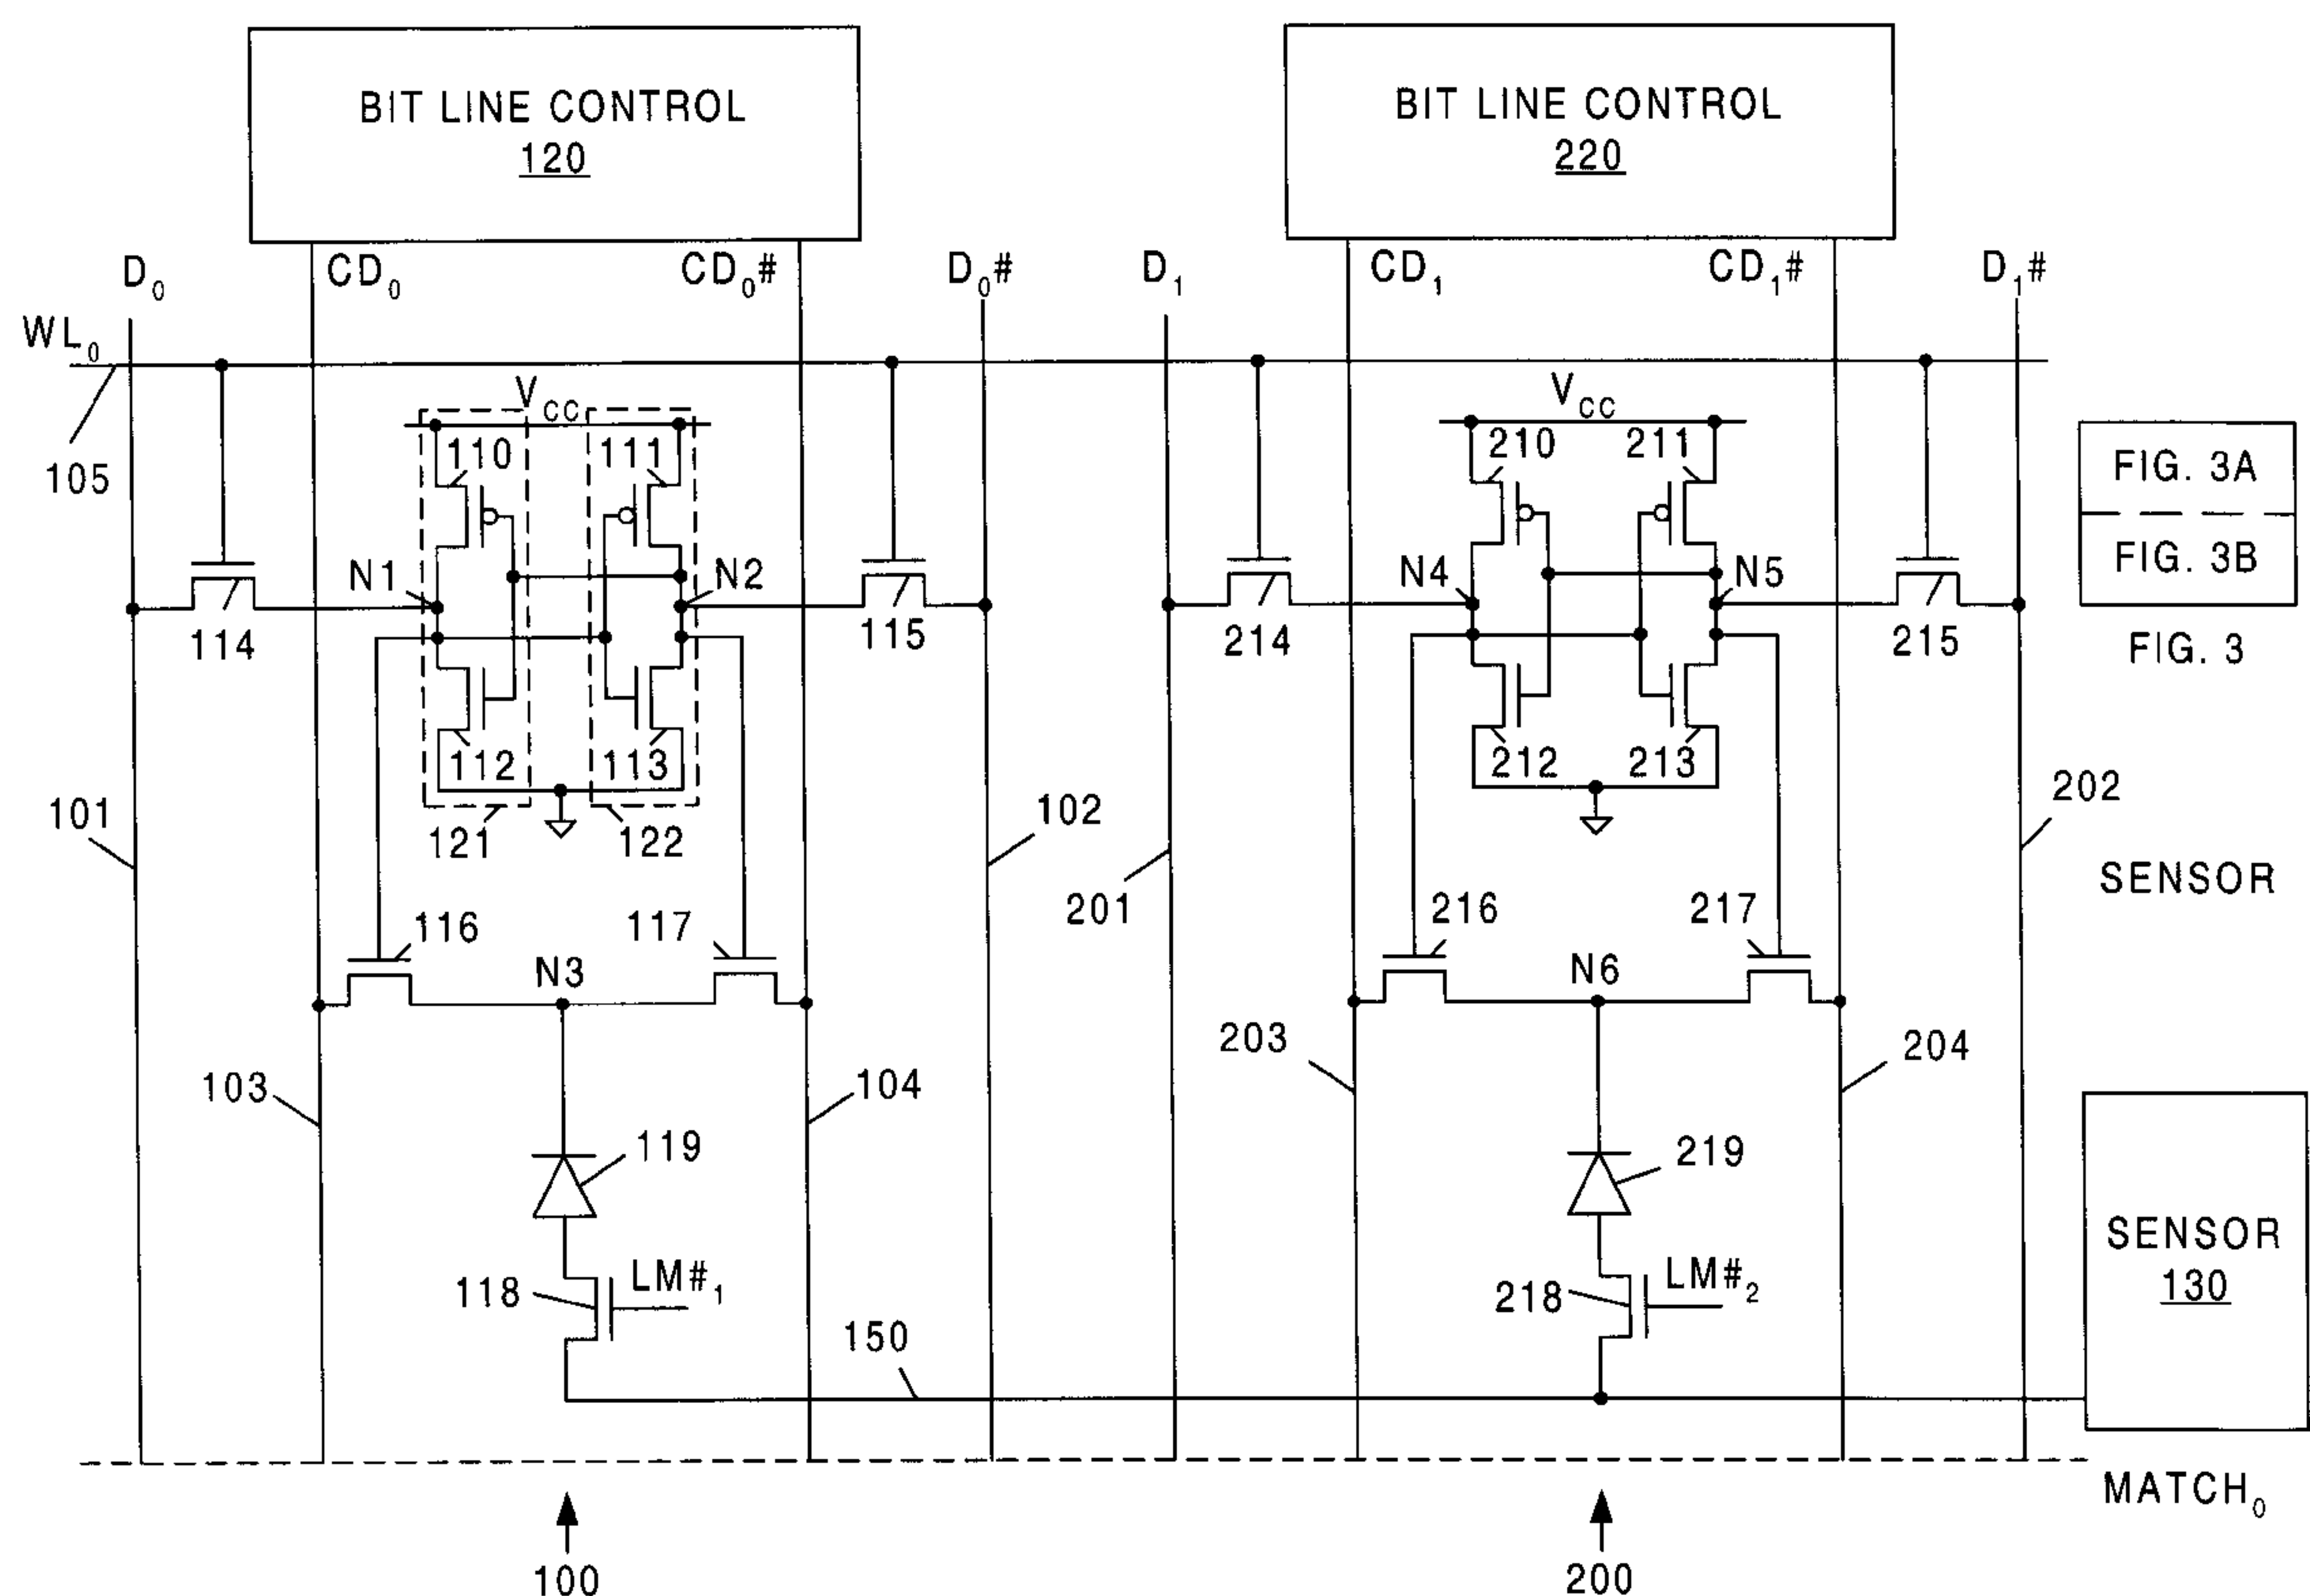 BIT LINE CONTROL
120
BIT LINE CONTROL
220
D₀
CD₀
CD₀#
D₀#
D₁
CD₁
CD₁#
D₁#
WL₀
105
V_CC
V_CC
110
111
210
211
FIG. 3A
FIG. 3B
FIG. 3
N1
N2
N4
N5
114
115
214
215
112
113
212
213
121
122
101
102
201
202
SENSOR
116
117
216
217
N3
N6
103
104
203
204
119
219
118
LM#₁
218
LM#₂
150
SENSOR
130
MATCH₀
100
200